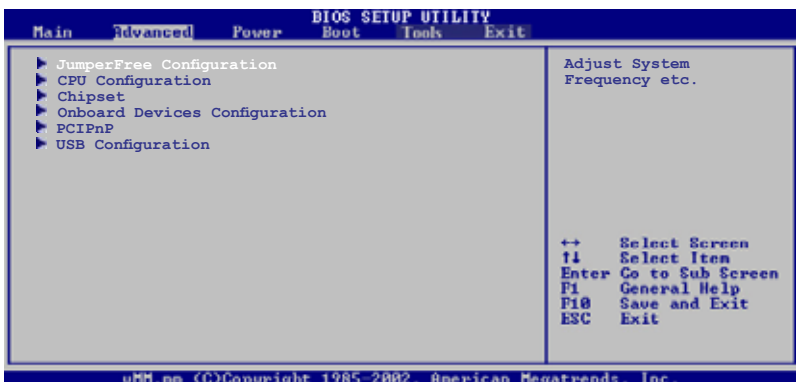 BIOS SETUP UTILITY
Main Advanced Power Boot Tools Exit
JumperFree Configuration
CPU Configuration
Chipset
Onboard Devices Configuration
PCIPnP
USB Configuration
Adjust System
Frequency etc.
↔ Select Screen
↑↓ Select Item
Enter Go to Sub Screen
F1 General Help
F10 Save and Exit
ESC Exit
(C)Copyright 1985-2002, American Megatrends, Inc.